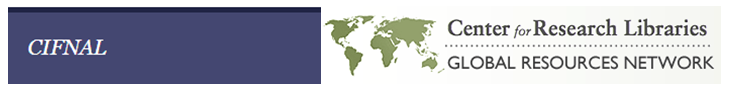 CIFNAL
Center for Research Libraries
GLOBAL RESOURCES NETWORK